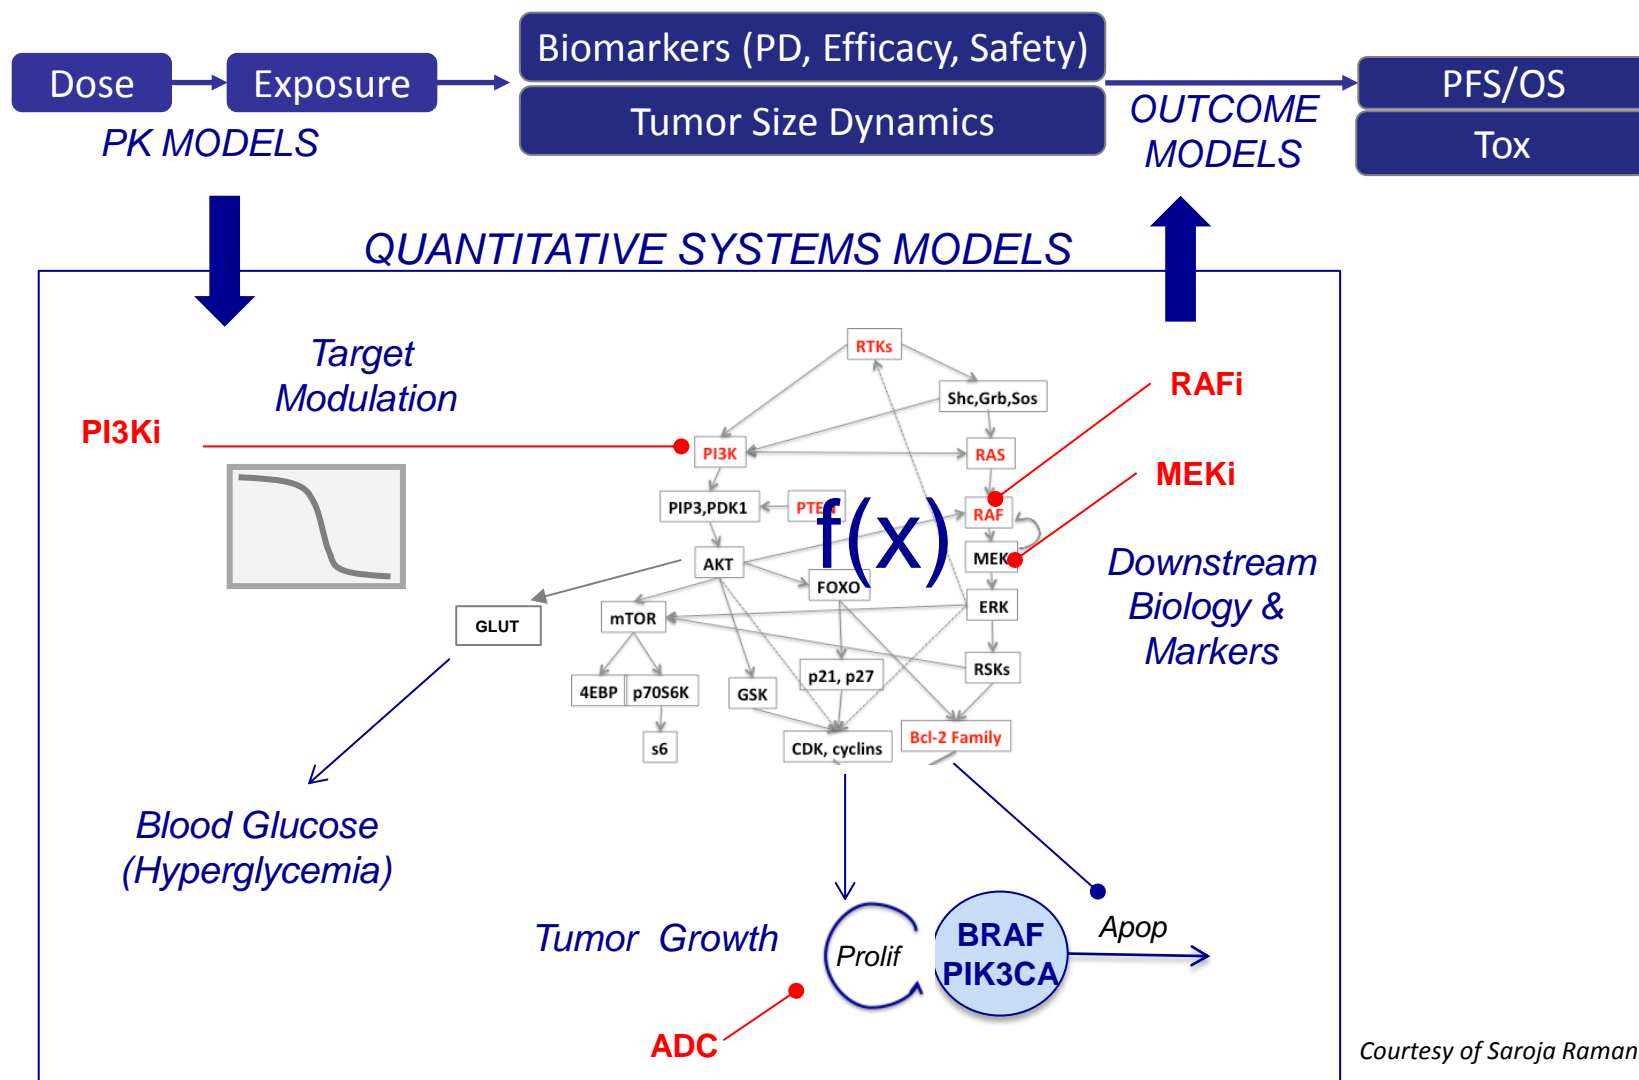 Biomarkers (PD, Efficacy, Safety)
Dose
Exposure
PFS/OS
Tumor Size Dynamics
OUTCOME
MODELS
Tox
PK MODELS
QUANTITATIVE SYSTEMS MODELS
Target
Modulation
RTKs
RAFi
Shc,Grb,Sos
PI3Ki
PI3K
RAS
MEKi
PIP3,PDK1
PTEN
f(x)
RAF
AKT
MEK
FOXO
Downstream
Biology &
Markers
GLUT
mTOR
ERK
RSKs
4EBP
p70S6K
GSK
p21, p27
s6
CDK, cyclins
Bcl-2 Family
Blood Glucose
(Hyperglycemia)
Tumor Growth
Prolif
BRAF
PIK3CA
Apop
ADC
Courtesy of Saroja Raman